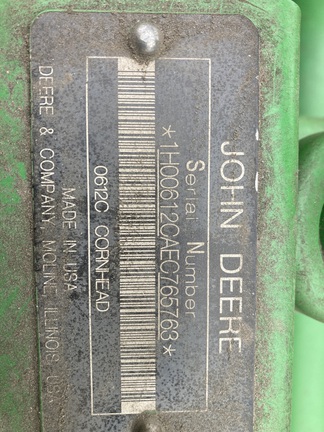 JOHN DEERE
Serial Number
*1H00612CAEC765763*
0612C CORNHEAD
MADE IN USA
DEERE & COMPANY, MOLINE, ILLINOIS, USA